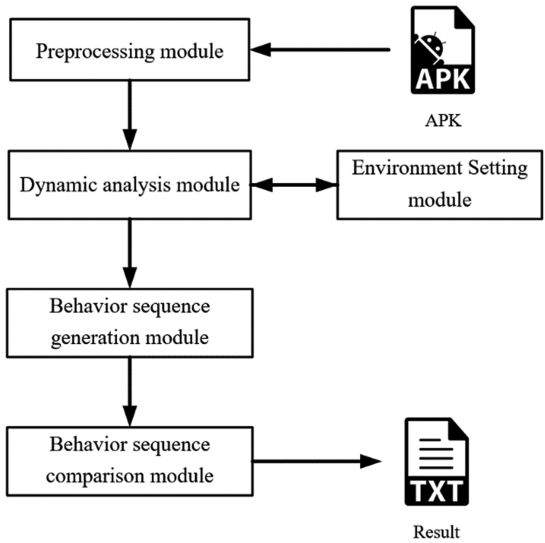 Preprocessing module
APK
APK
Dynamic analysis module
Environment Setting
module
Behavior sequence
generation module
Behavior sequence
comparison module
TXT
Result